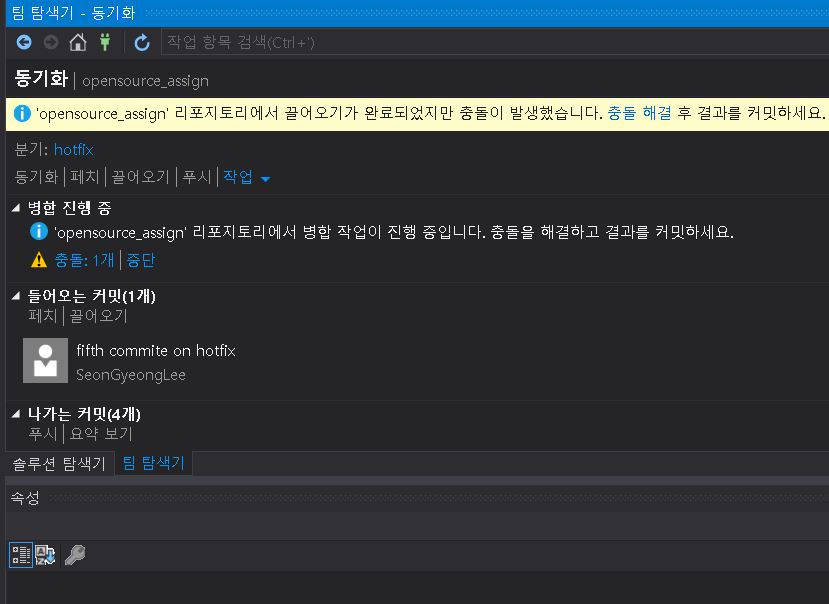 팀 탐색기 - 동기화
작업 항목 검색(Ctrl+')
동기화 | opensource_assign
'opensource_assign' 리포지토리에서 끌어오기가 완료되었지만 충돌이 발생했습니다. 충돌 해결 후 결과를 커밋하세요.
분기: hotfix
동기화 | 페치 | 끌어오기 | 푸시 | 작업
병합 진행 중
'opensource_assign' 리포지토리에서 병합 작업이 진행 중입니다. 충돌을 해결하고 결과를 커밋하세요.
충돌: 1개 | 중단
들어오는 커밋(1개)
페치 | 끌어오기
fifth commite on hotfix
SeonGyeongLee
나가는 커밋(4개)
푸시 | 요약 보기
솔루션 탐색기 팀 탐색기
속성